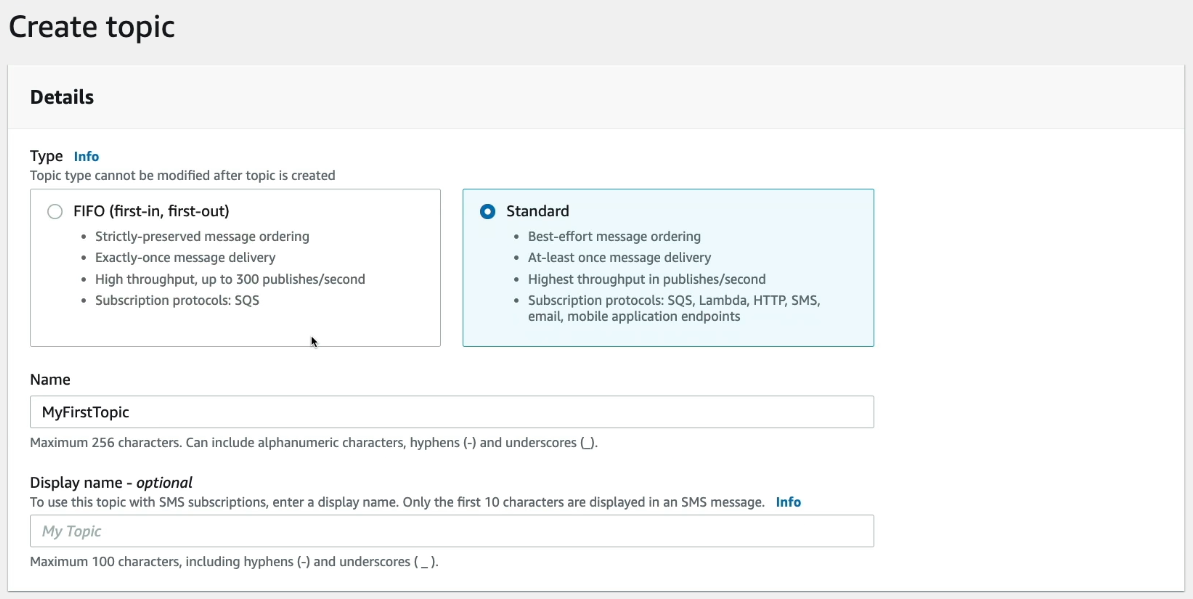 Create topic
Details
Type Info
Topic type cannot be modified after topic is created
FIFO (first-in, first-out)
• Strictly-preserved message ordering
• Exactly-once message delivery
• High throughput, up to 300 publishes/second
• Subscription protocols: SQS
Standard
• Best-effort message ordering
• At-least once message delivery
• Highest throughput in publishes/second
• Subscription protocols: SQS, Lambda, HTTP, SMS,
email, mobile application endpoints
Name
MyFirstTopic
Maximum 256 characters. Can include alphanumeric characters, hyphens (-) and underscores (_).
Display name - optional
To use this topic with SMS subscriptions, enter a display name. Only the first 10 characters are displayed in an SMS message. Info
My Topic
Maximum 100 characters, including hyphens (-) and underscores ( _ ).